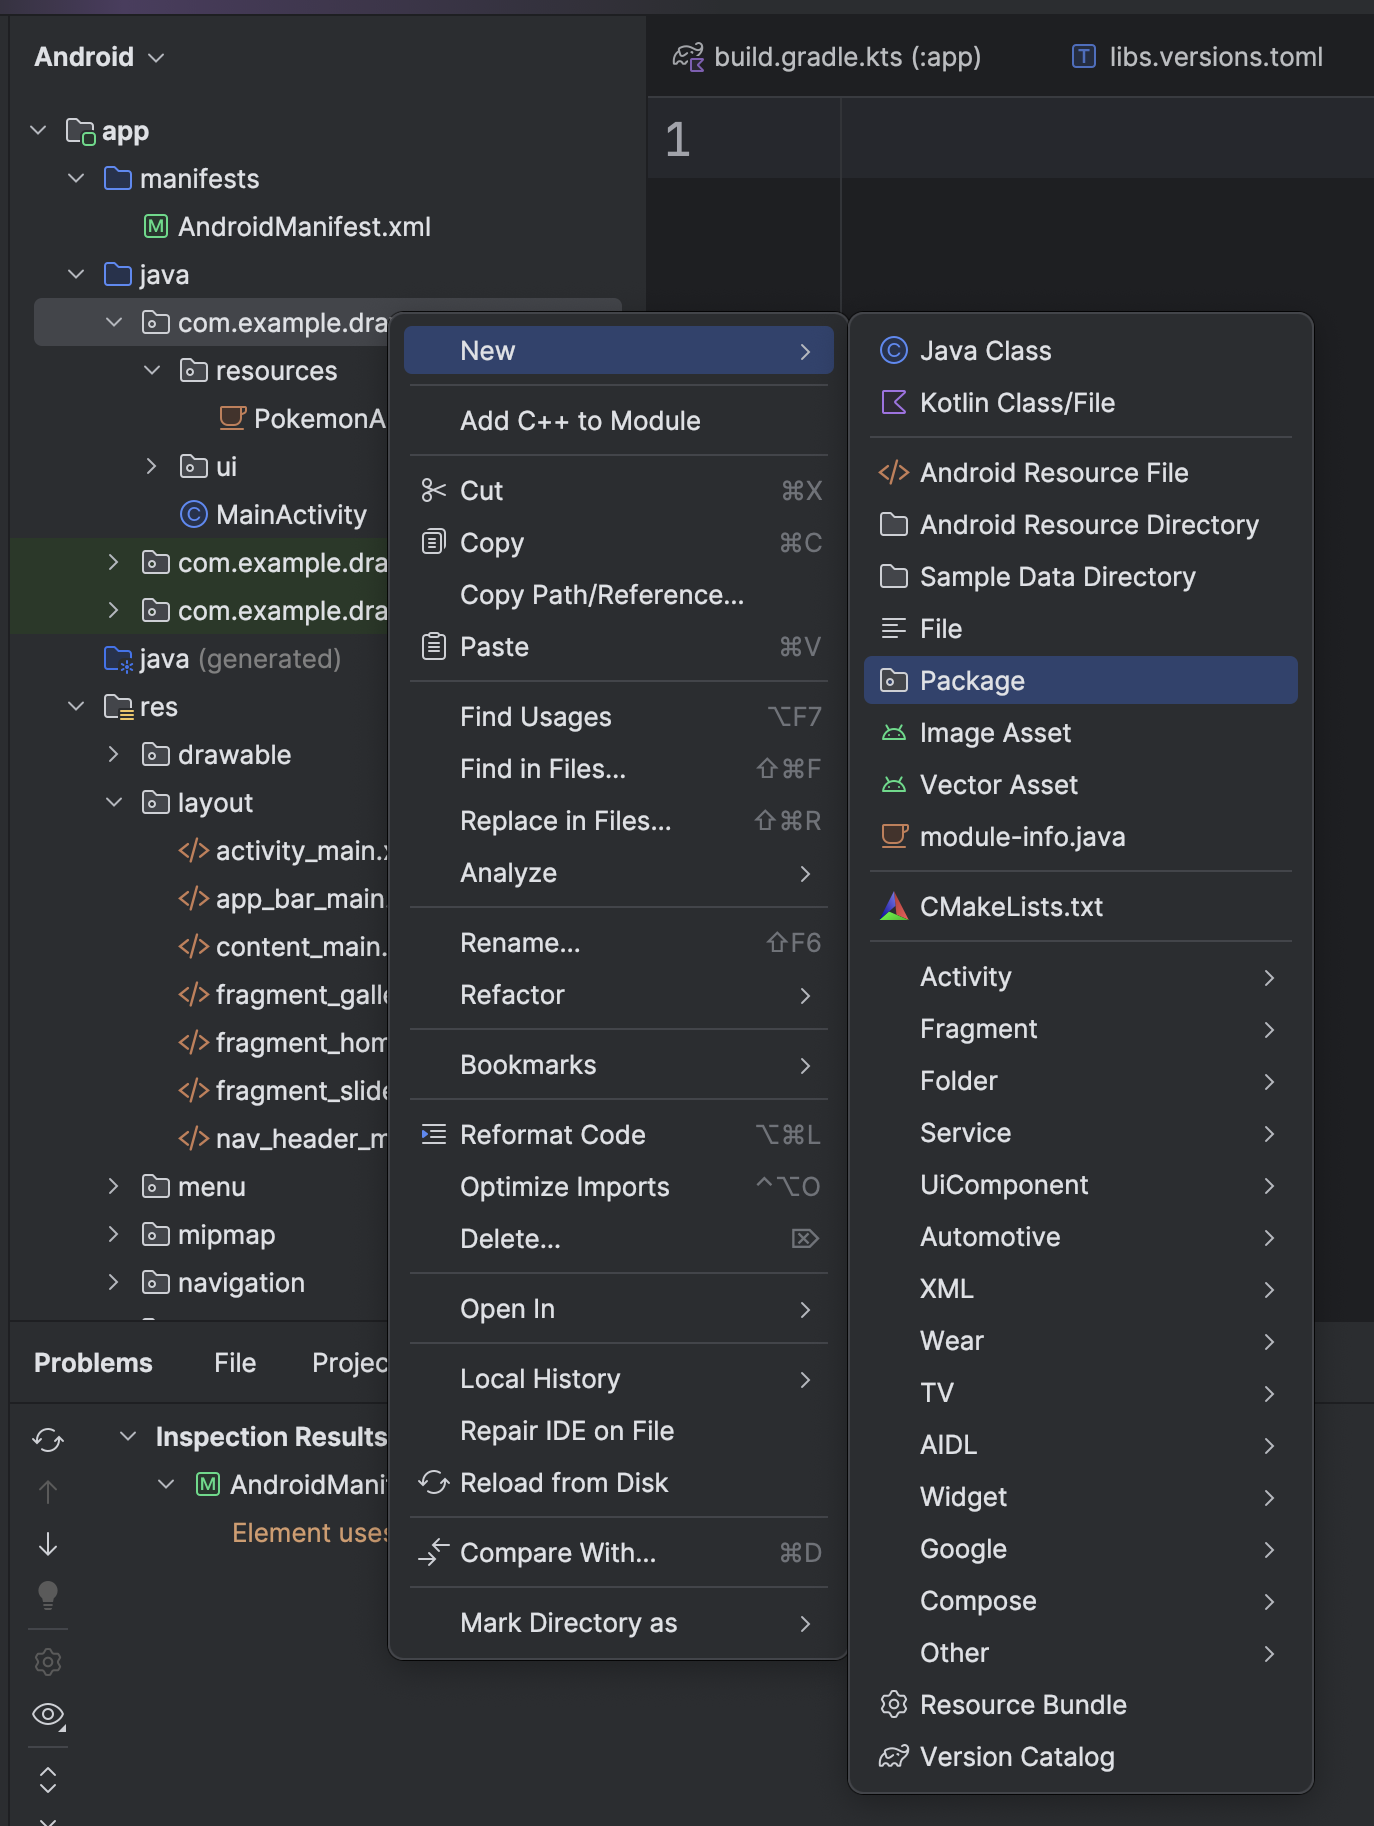 Android
build.gradle.kts (:app)
libs.versions.toml
app
manifests
AndroidManifest.xml
java
com.example.dra
resources
PokemonA
ui
MainActivity
com.example.dra
com.example.dra
java (generated)
res
drawable
layout
activity_main.x
app_bar_main.
content_main.
fragment_galle
fragment_hom
fragment_slide
nav_header_m
menu
mipmap
navigation
1
New
Add C++ to Module
Cut ⌘X
Copy ⌘C
Copy Path/Reference...
Paste ⌘V
Find Usages ⌥F7
Find in Files... ⇧⌘F
Replace in Files... ⇧⌘R
Analyze
Rename... ⇧F6
Refactor
Bookmarks
Reformat Code ⌥⌘L
Optimize Imports ^⌥O
Delete... ⌦
Open In
Local History
Repair IDE on File
Reload from Disk
Compare With... ⌘D
Mark Directory as
Java Class
Kotlin Class/File
Android Resource File
Android Resource Directory
Sample Data Directory
File
Package
Image Asset
Vector Asset
module-info.java
CMakeLists.txt
Activity
Fragment
Folder
Service
UiComponent
Automotive
XML
Wear
TV
AIDL
Widget
Google
Compose
Other
Resource Bundle
Version Catalog
Problems File Projec
Inspection Results
AndroidManif
Element uses